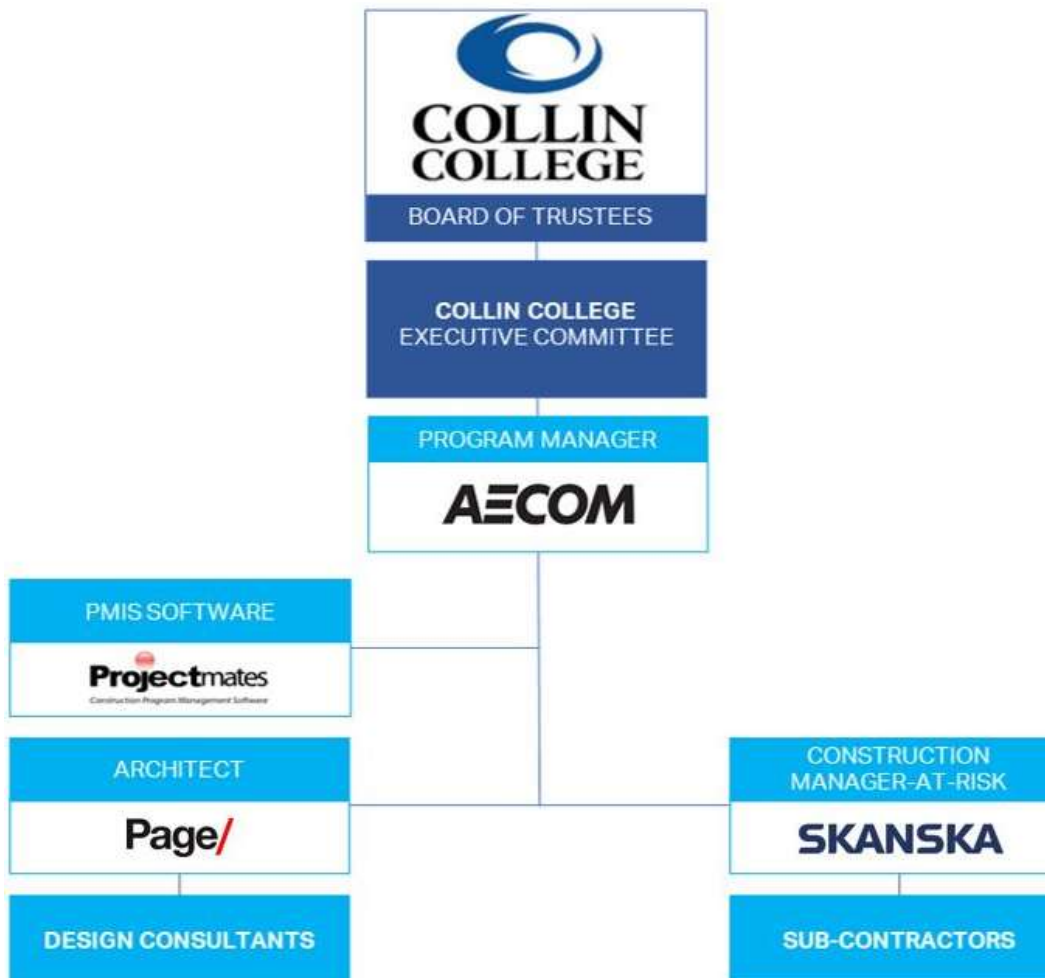 COLLIN
COLLEGE
BOARD OF TRUSTEES
COLLIN COLLEGE
EXECUTIVE COMMITTEE
PROGRAM MANAGER
AECOM
PMIS SOFTWARE
Projectmates
Construction Program Management Software
ARCHITECT
Page/
DESIGN CONSULTANTS
CONSTRUCTION
MANAGER-AT-RISK
SKANSKA
SUB-CONTRACTORS